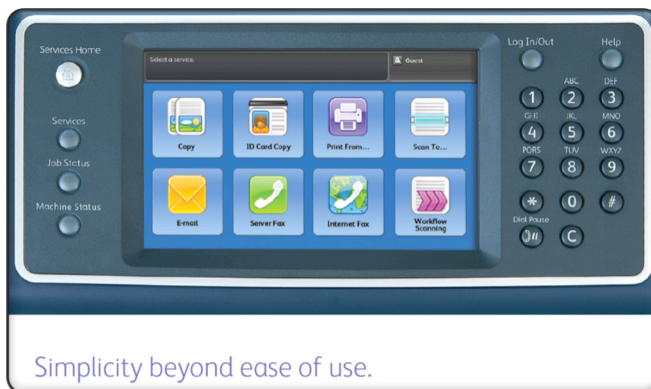 Services Home
Services
Job Status
Machine Status
Select a service.
Guest
Copy
ID Card Copy
Print From...
Scan To...
E-mail
Server Fax
Internet Fax
Workflow
Scanning
Log In/Out
Help
ABC
DEF
1
2
3
GHI
JKL
MNO
4
5
6
PQRS
TUV
WXYZ
7
8
9
*
0
#
Dial Pause
C
Simplicity beyond ease of use.